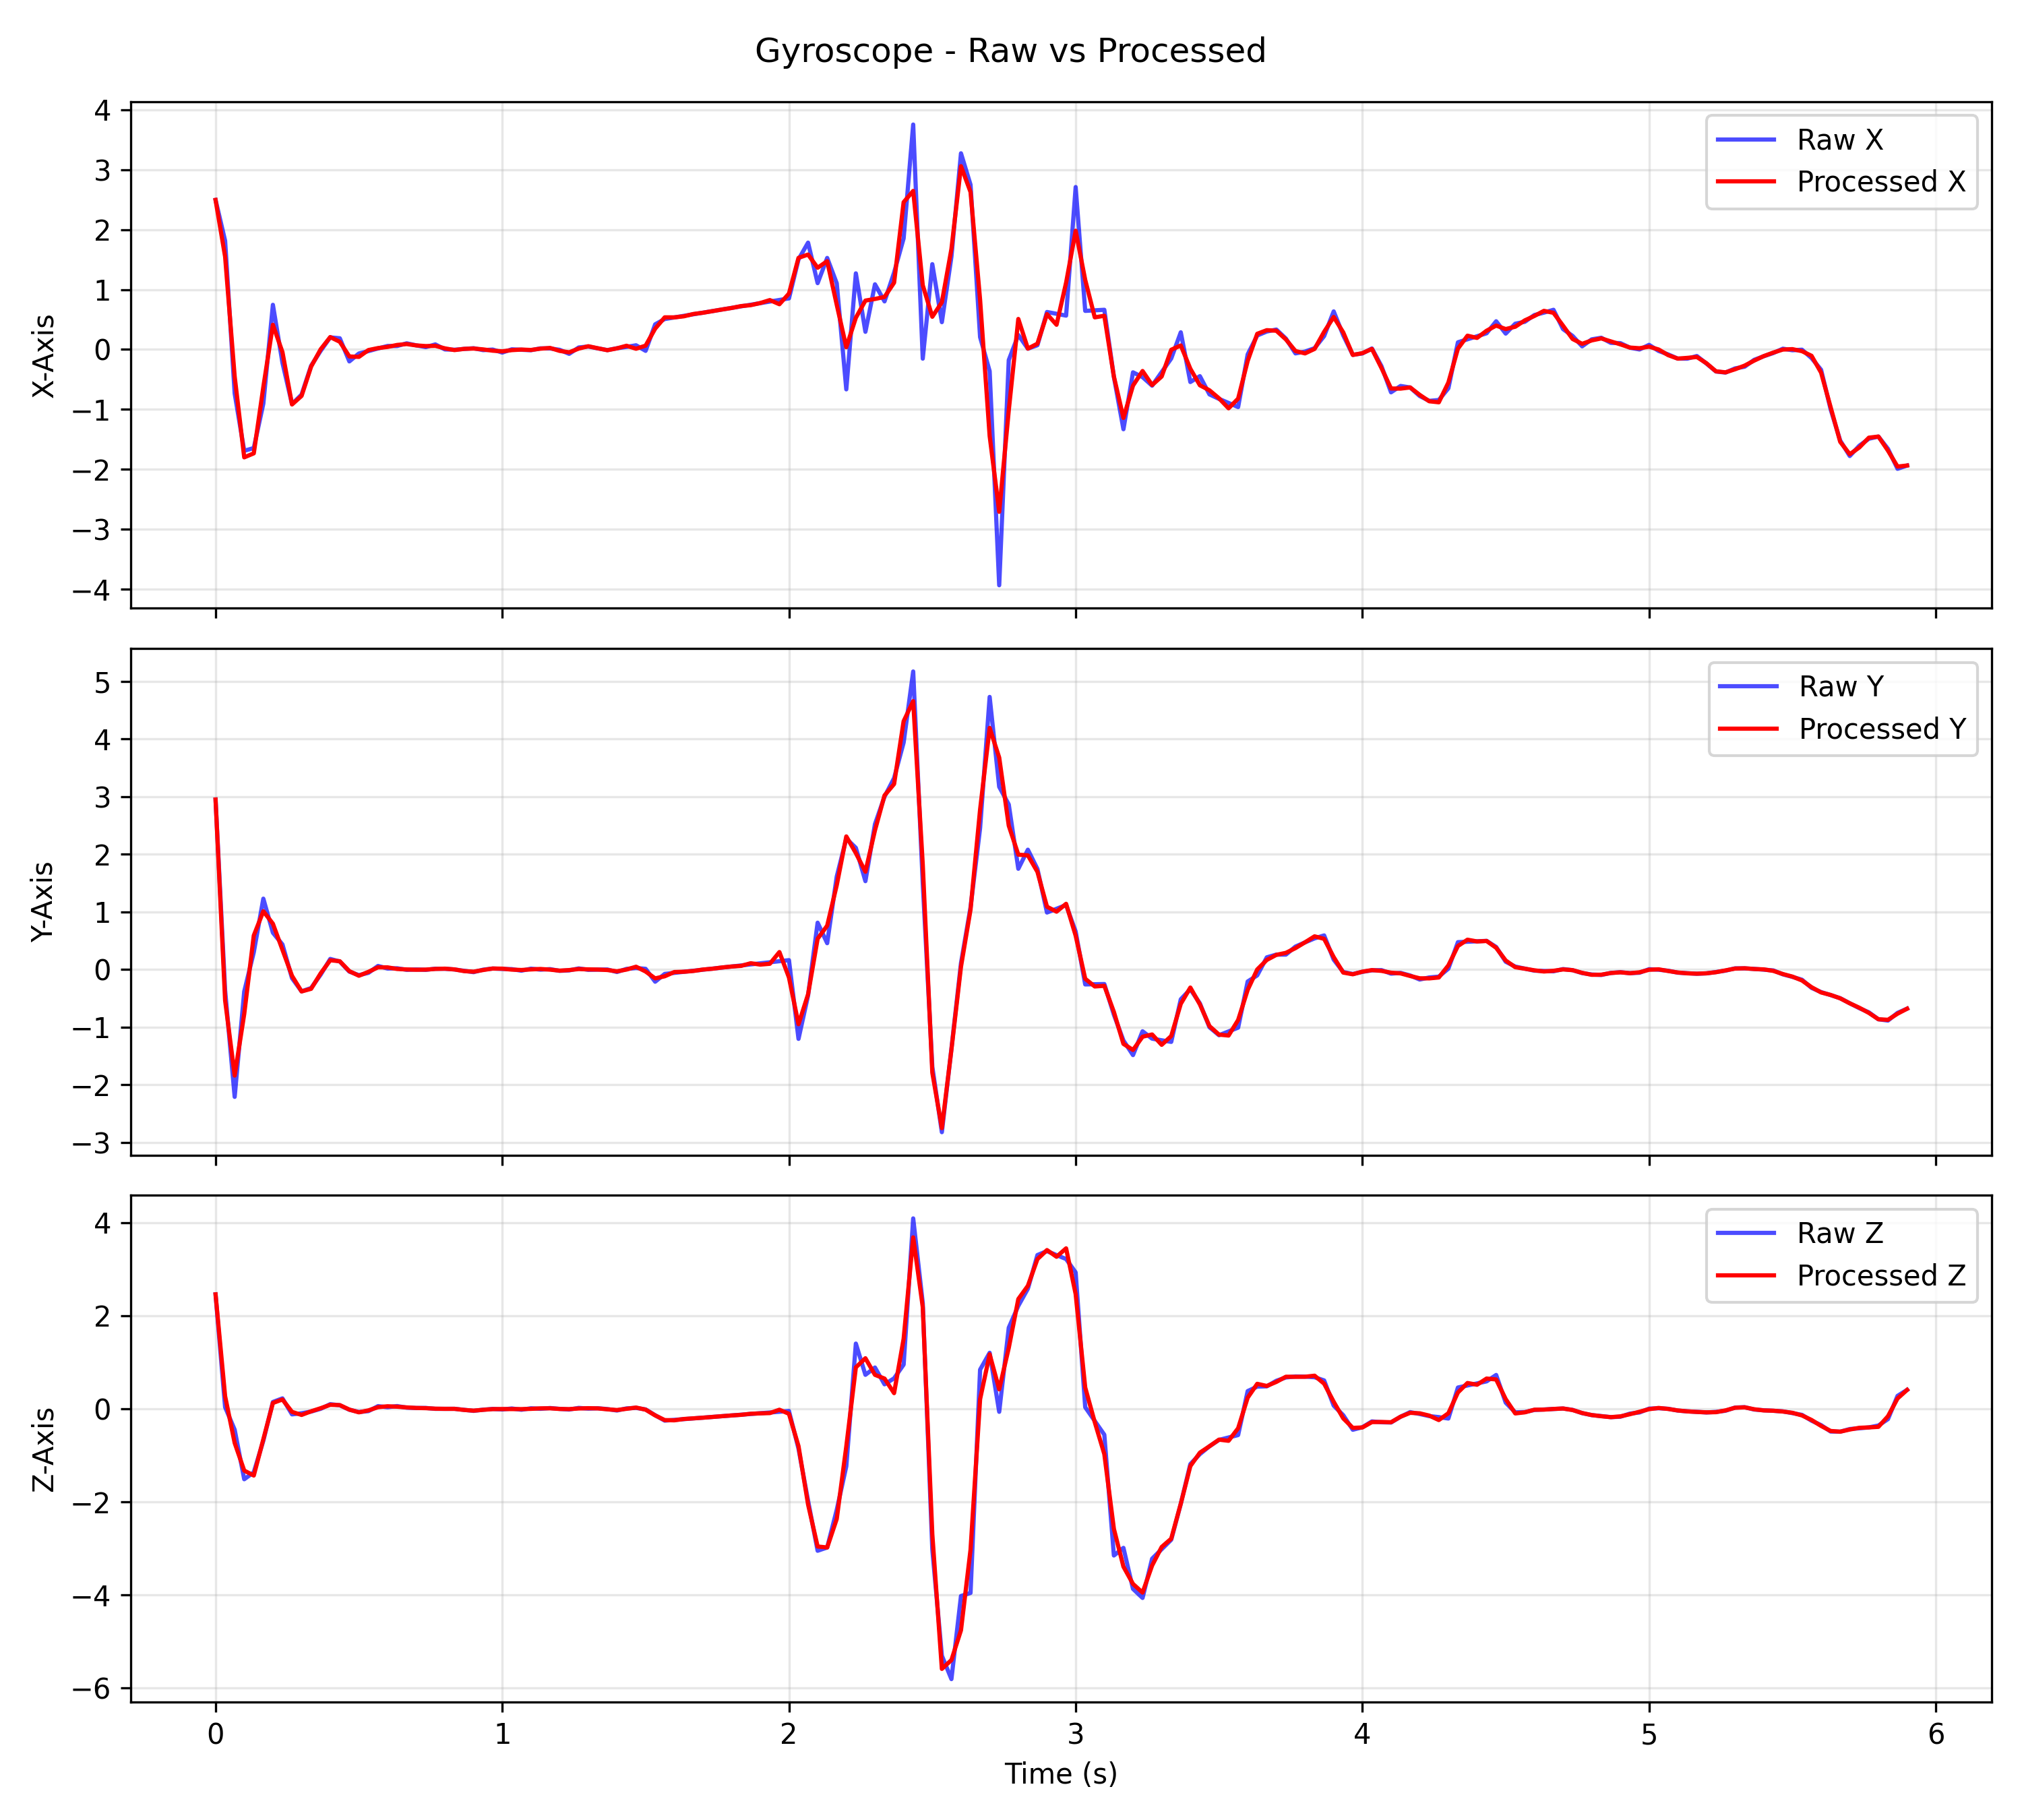 Gyroscope - Raw vs Processed
4
3
2
1
0
−1
−2
−3
−4
X-Axis
Raw X
Processed X
5
4
3
2
1
0
−1
−2
−3
Y-Axis
Raw Y
Processed Y
4
2
0
−2
−4
−6
Z-Axis
Raw Z
Processed Z
0 1 2 3 4 5 6
Time (s)